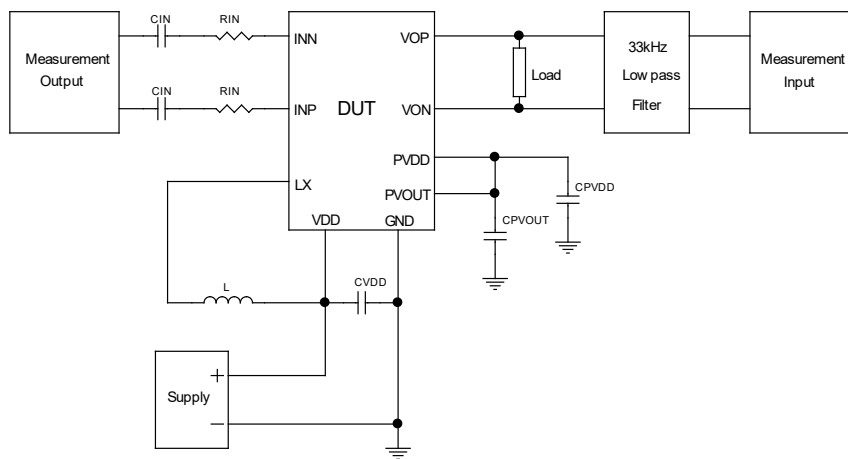 CIN
RIN
Measurement
Output
INN
VOP
33kHz
Low pass
Filter
Measurement
Input
Load
CIN
RIN
INP
DUT
VON
PVDD
LX
PVOUT
CPVDD
VDD
GND
CPVOUT
L
CVDD
+
Supply
−